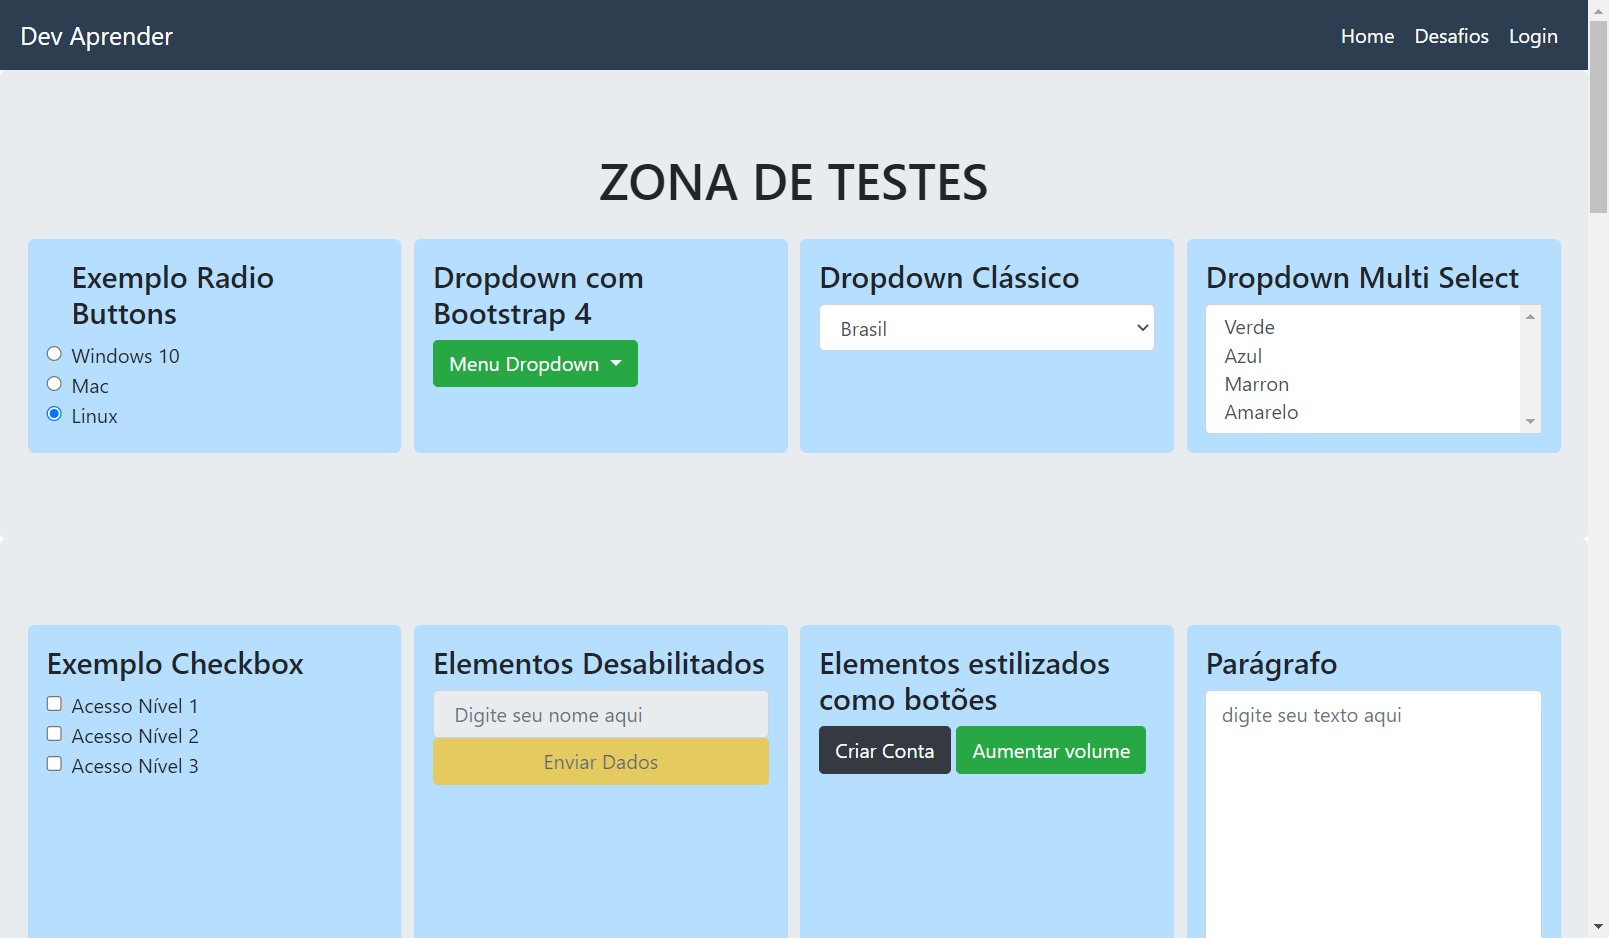 Dev Aprender
Home Desafios Login
ZONA DE TESTES
Exemplo Radio
Buttons
Windows 10
Mac
Linux
Dropdown com
Bootstrap 4
Menu Dropdown
Dropdown Clássico
Brasil
Dropdown Multi Select
Verde
Azul
Marron
Amarelo
Exemplo Checkbox
Acesso Nível 1
Acesso Nível 2
Acesso Nível 3
Elementos Desabilitados
Digite seu nome aqui
Enviar Dados
Elementos estilizados
como botões
Criar Conta Aumentar volume
Parágrafo
digite seu texto aqui